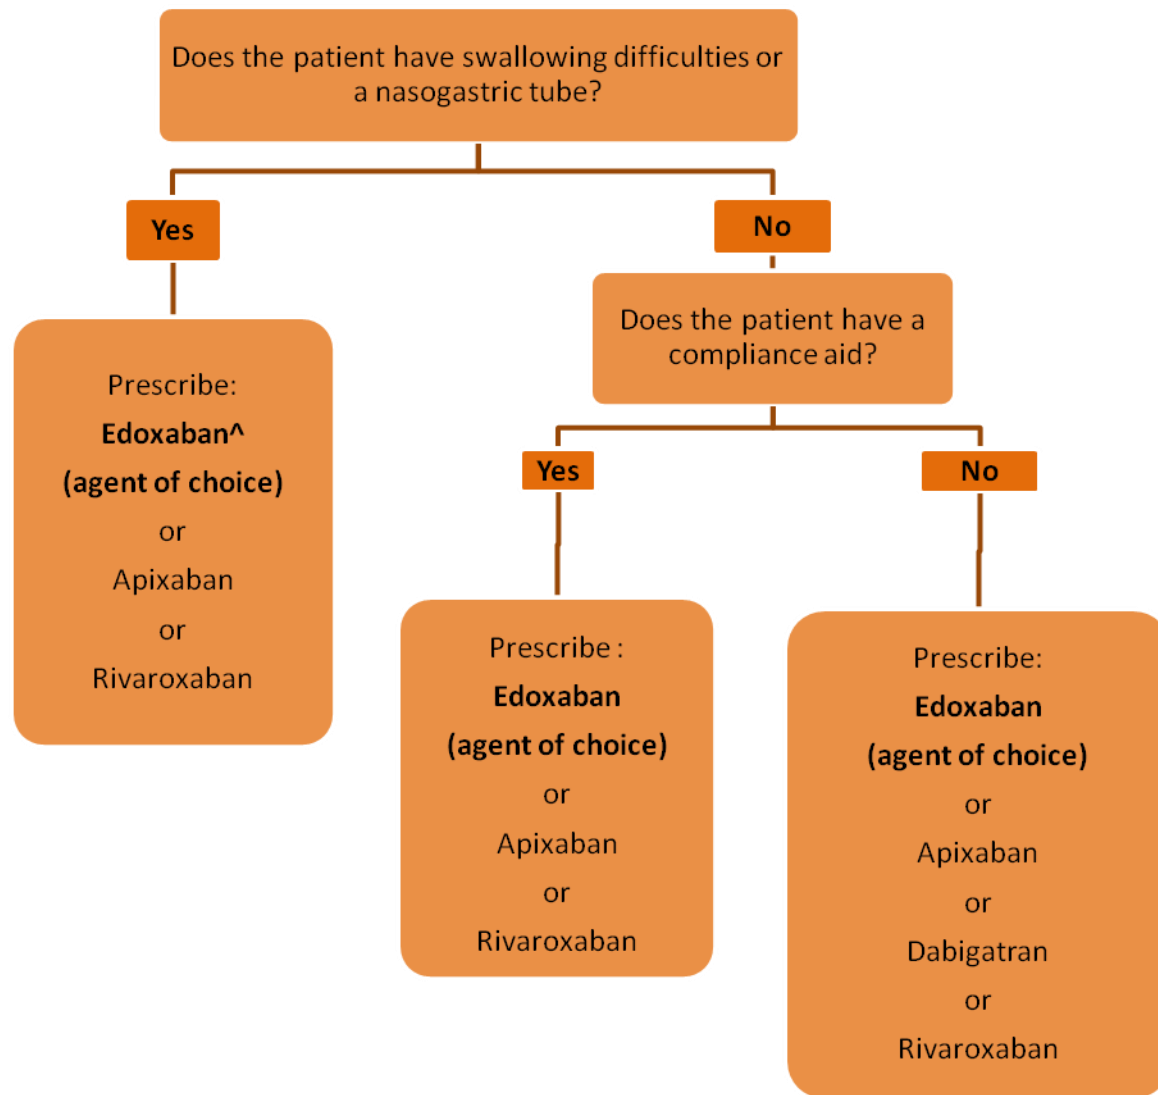 Does the patient have swallowing difficulties or
a nasogastric tube?
Yes
No
Prescribe:
Edoxaban^
(agent of choice)
or
Apixaban
or
Rivaroxaban
Does the patient have a
compliance aid?
Yes
No
Prescribe :
Edoxaban
(agent of choice)
or
Apixaban
or
Rivaroxaban
Prescribe:
Edoxaban
(agent of choice)
or
Apixaban
or
Dabigatran
or
Rivaroxaban